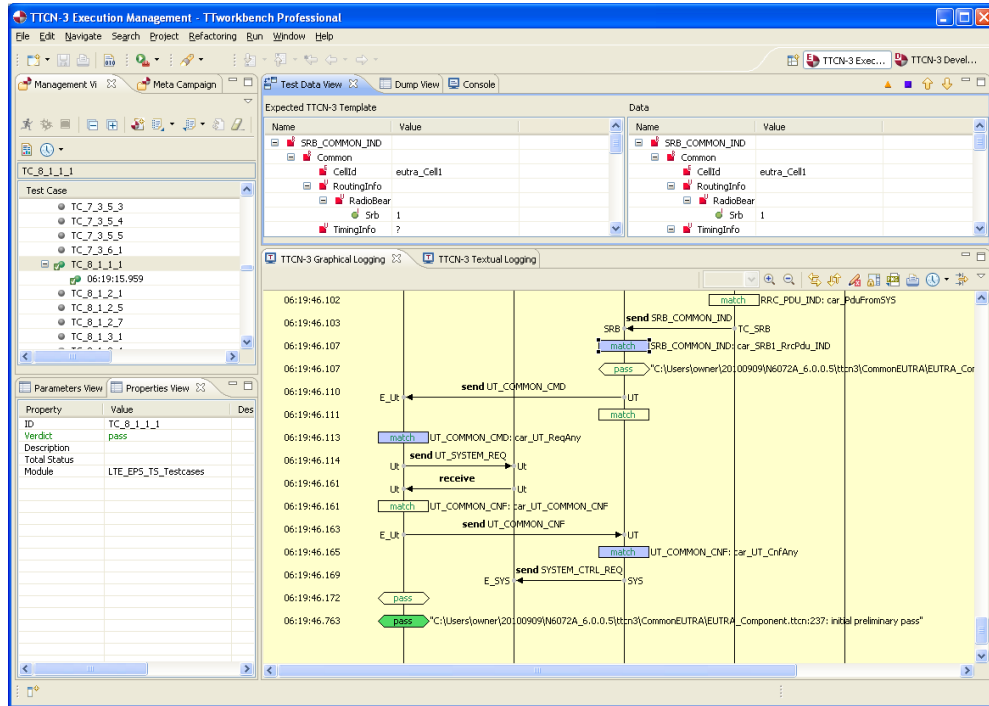 TTCN-3 Execution Management - TTworkbench Professional
File Edit Navigate Search Project Refactoring Run Window Help
TTCN-3 Exec... TTCN-3 Devel...
Management Vi Meta Campaign
TC_8_1_1_1
Test Case
TC_7_3_5_3
TC_7_3_5_4
TC_7_3_5_5
TC_7_3_6_1
TC_8_1_1_1
06:19:15.959
TC_8_1_2_1
TC_8_1_2_5
TC_8_1_2_7
TC_8_1_3_1
Parameters View Properties View
Property Value Des
ID TC_8_1_1_1
Verdict pass
Description
Total Status
Module LTE_EPS_TS_Testcases
Test Data View Dump View Console
Expected TTCN-3 Template Data
Name Value Name Value
SRB_COMMON_IND SRB_COMMON_IND
Common Common
CellId eutra_Cell1 CellId eutra_Cell1
RoutingInfo RoutingInfo
RadioBear RadioBear
Srb 1 Srb 1
TimingInfo ? TimingInfo
TTCN-3 Graphical Logging TTCN-3 Textual Logging
06:19:46.102 match RRC_PDU_IND: car_PduFromSYS
06:19:46.103 send SRB_COMMON_IND
SRB TC_SRB
06:19:46.107 match SRB_COMMON_IND: car_SRB1_RrcPdu_IND
06:19:46.107 pass "C:\Users\owner\20100909\N6072A_6.0.0.5\ttcn3\CommonEUTRA\EUTRA_Cor
06:19:46.110 send UT_COMMON_CMD
E_Ut UT
06:19:46.111 match
06:19:46.113 match UT_COMMON_CMD: car_UT_ReqAny
06:19:46.114 send UT_SYSTEM_REQ
Ut Ut
06:19:46.161 receive
Ut Ut
06:19:46.161 match UT_COMMON_CNF: car_UT_COMMON_CNF
06:19:46.163 send UT_COMMON_CNF
E_Ut UT
06:19:46.165 match UT_COMMON_CNF: car_UT_CnfAny
06:19:46.169 send SYSTEM_CTRL_REQ
E_SYS SYS
06:19:46.172 pass
06:19:46.763 pass "C:\Users\owner\20100909\N6072A_6.0.0.5\ttcn3\CommonEUTRA\EUTRA_Component.ttcn:237: initial preliminary pass"